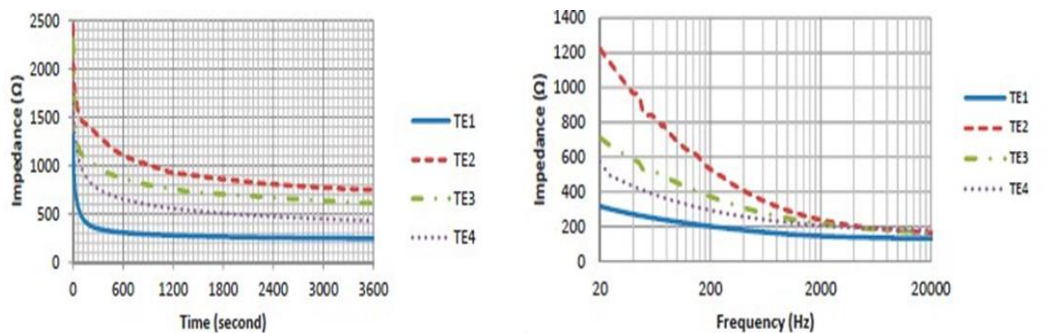 Impedance (Ω)
2500
2000
1500
1000
500
0
0 600 1200 1800 2400 3000 3600
Time (second)
TE1
TE2
TE3
TE4
Impedance (Ω)
1400
1200
1000
800
600
400
200
0
20 200 2000 20000
Frequency (Hz)
TE1
TE2
TE3
TE4